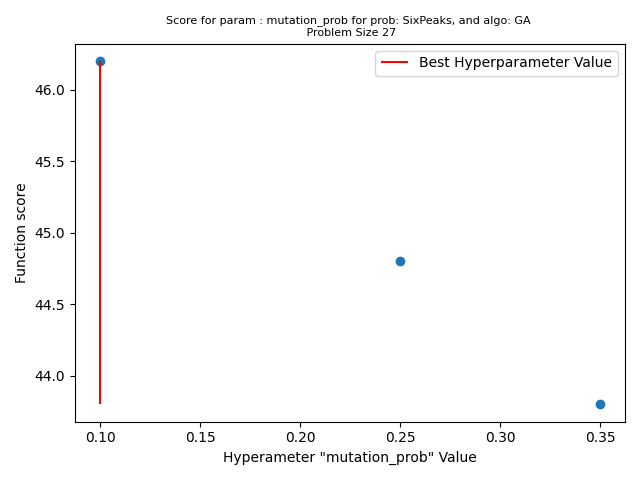 Score for param : mutation_prob for prob: SixPeaks, and algo: GA
Problem Size 27
Best Hyperparameter Value
46.0
45.5
45.0
44.5
44.0
Function score
0.10 0.15 0.20 0.25 0.30 0.35
Hyperameter "mutation_prob" Value